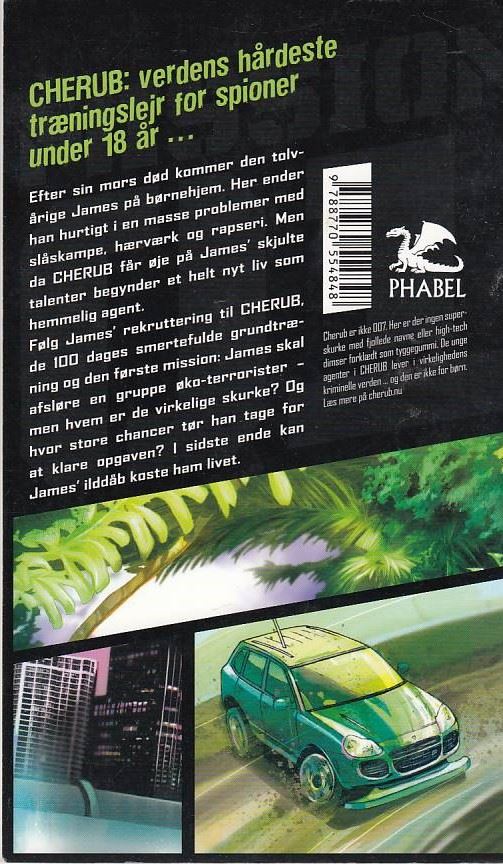 CHERUB: verdens hårdeste
træningslejr for spioner
under 18 år ...
Efter sin mors død kommer den tolv-
årige James på børnehjem. Her ender
han hurtigt i en masse problemer med
slåskampe, hærværk og rapseri. Men
da CHERUB får øje på James' skjulte
talenter begynder et helt nyt liv som
hemmelig agent.
Følg James' rekruttering til CHERUB,
de 100 dages smertefulde grundtræ-
ning og den første mission: James skal
afsløre en gruppe øko-terrorister –
men hvem er de virkelige skurke? Og
hvor store chancer tør han tage for
at klare opgaven? I sidste ende kan
James' ilddåb koste ham livet.
9 788770 554848
PHABEL
Cherub er ikke 007. Her er der ingen super-
skurke med fjollede navne eller high-tech
dimser forklædt som tyggegummi. De unge
agenter i CHERUB lever i virkelighedens
kriminelle verden ... og den er ikke for børn.
Læs mere på cherub.nu